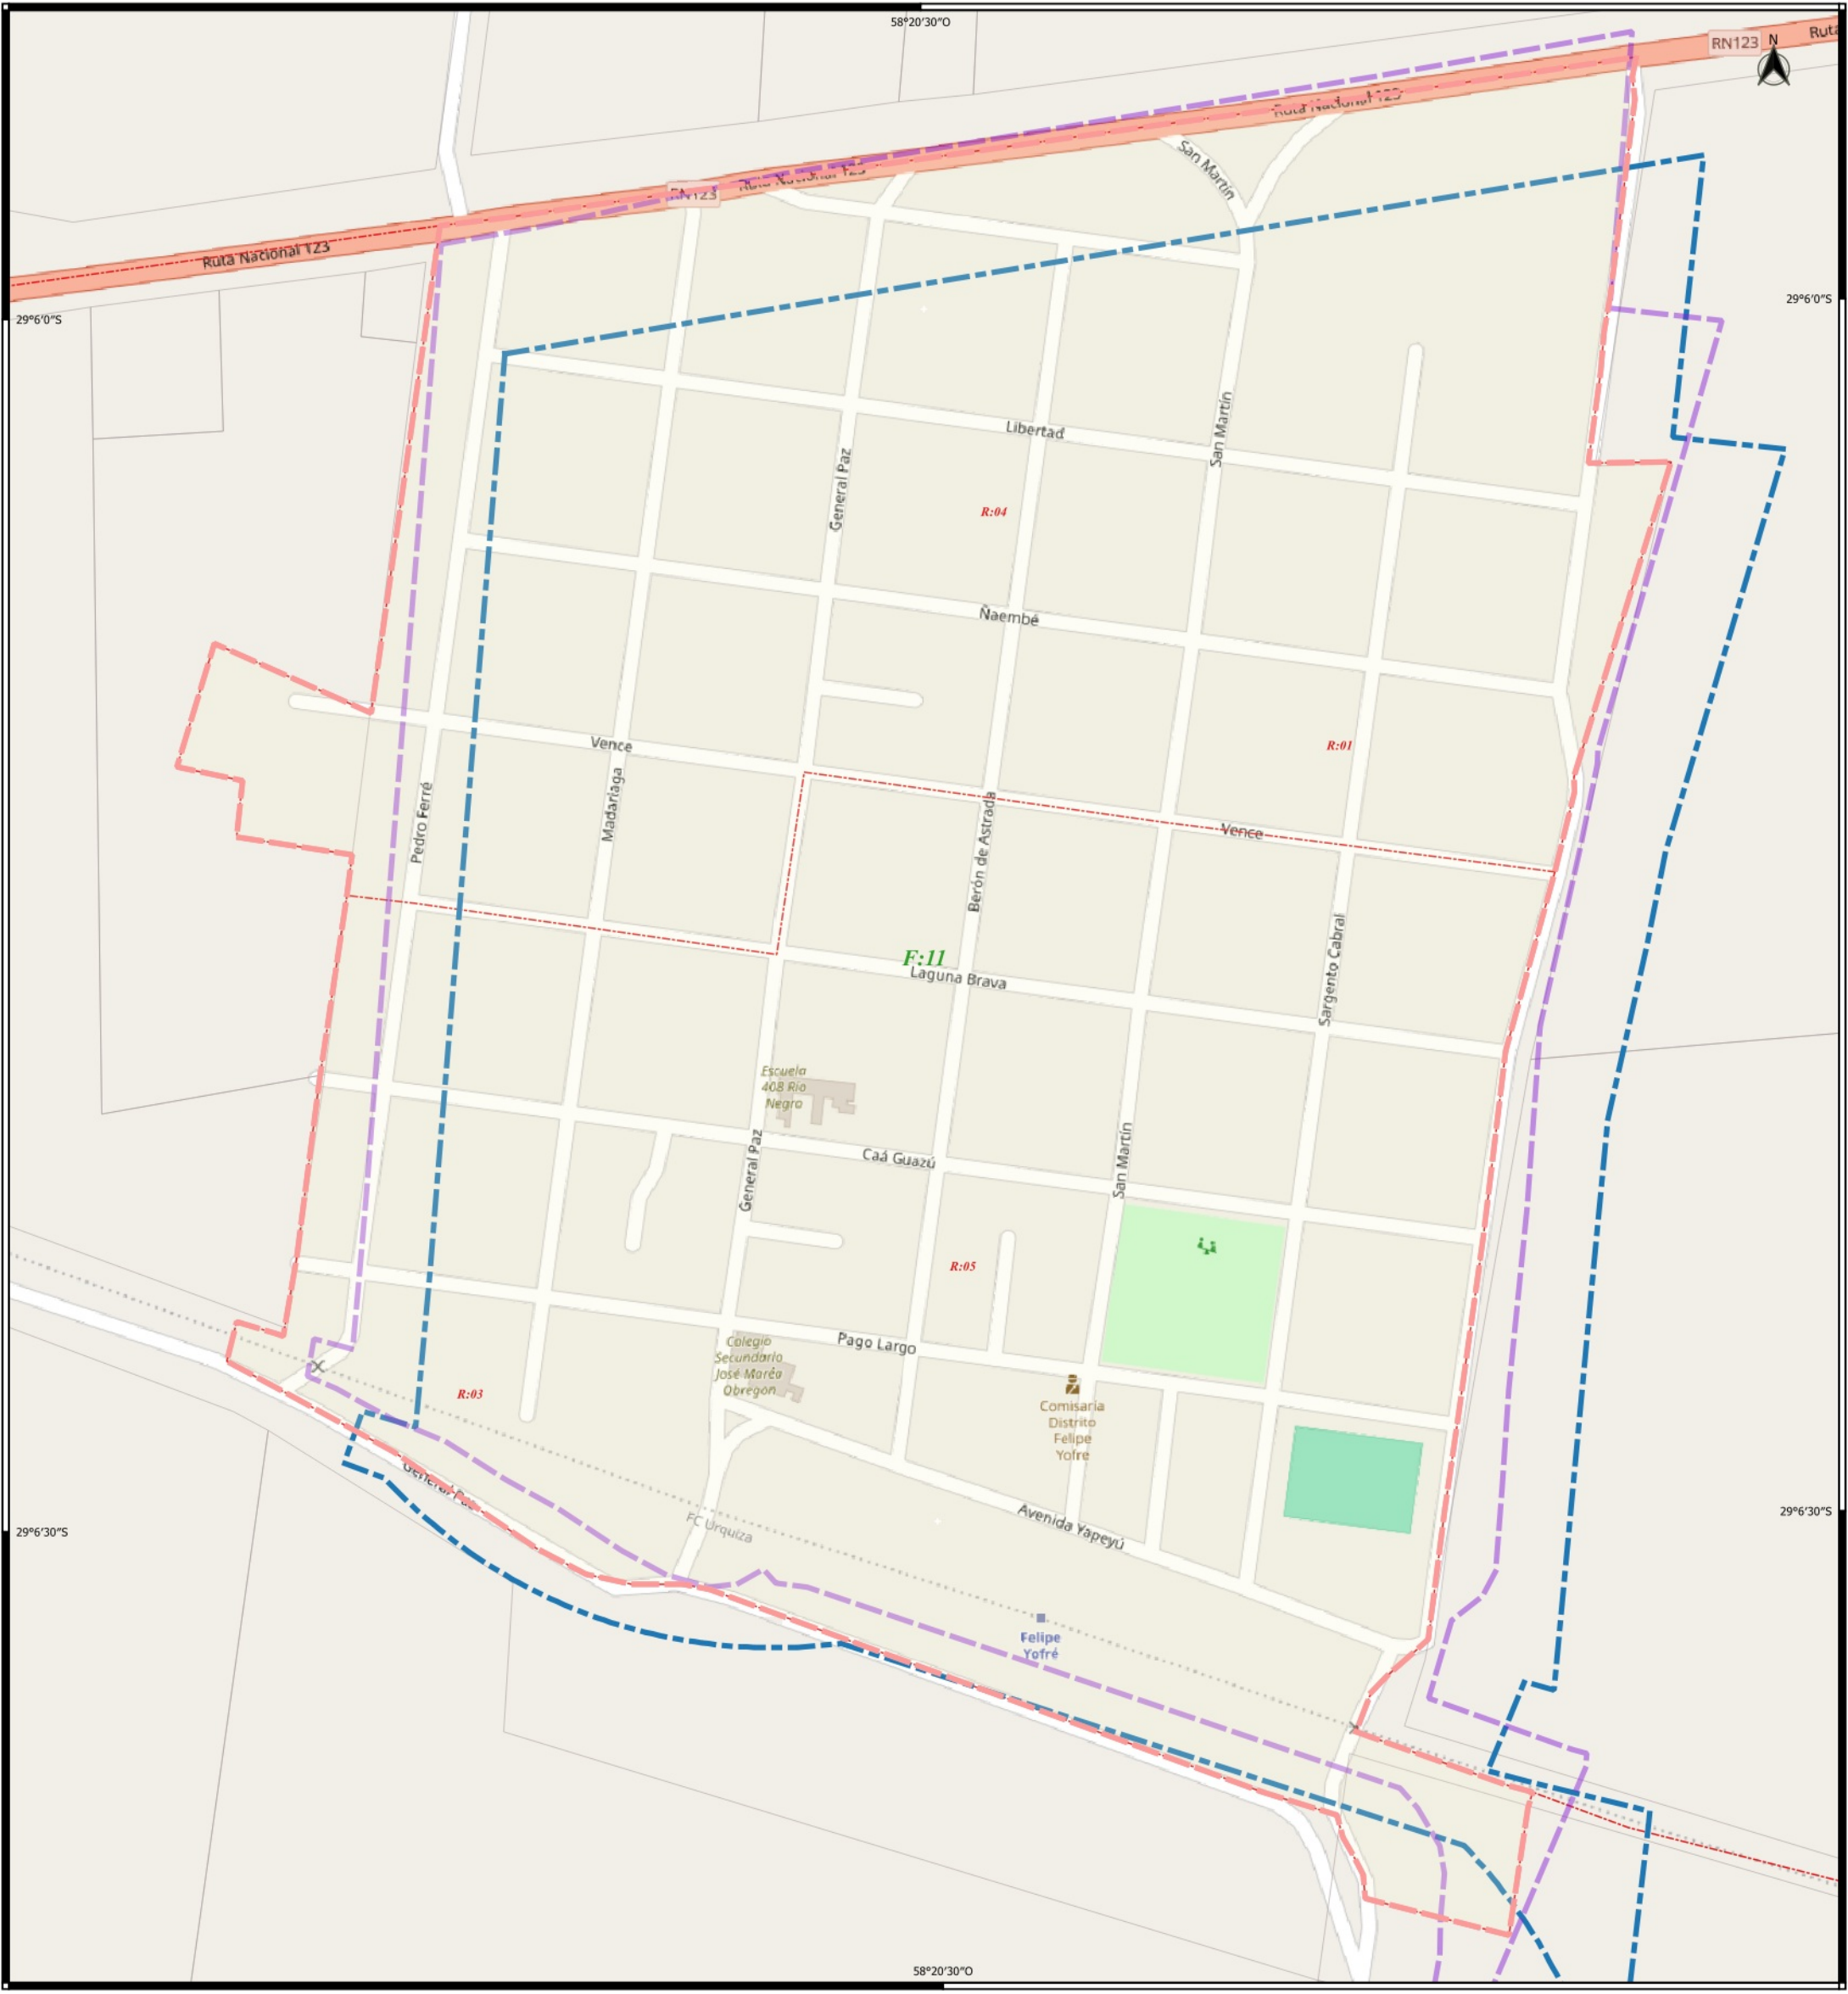 58°20'30"O
RN123
N
Ruta
Ruta Nacional 123
San Martín
Ruta Nacional 123
RN123
Ruta Nacional 123
29°6'0"S
29°6'0"S
San Martín
Libertad
General Paz
R:04
Ñaembé
Vence
R:01
Madariaga
Pedro Ferré
Vence
Berón de Astrada
F:11
Laguna Brava
Sargento Cabral
Escuela
408 Río
Negro
General Paz
Caá Guazú
San Martín
R:05
Pago Largo
Colegio
Secundario
José Maréa
Obregon
R:03
Comisaria
Distrito
Felipe
Yofre
General Paz
Avenida Yapeyú
FC Urquiza
29°6'30"S
29°6'30"S
Felipe
Yofré
58°20'30"O